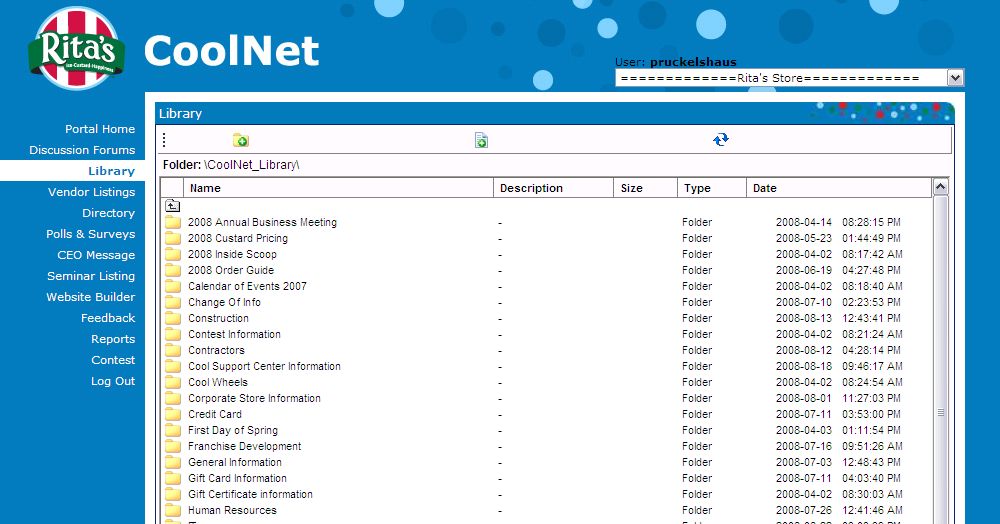 Rita's
Ice-Custard-Happiness
CoolNet
User: pruckelshaus
=============Rita's Store=============
Library
Portal Home
Discussion Forums
Library
Vendor Listings
Directory
Polls & Surveys
CEO Message
Seminar Listing
Website Builder
Feedback
Reports
Contest
Log Out
Folder: \CoolNet_Library\
Name Description Size Type Date
2008 Annual Business Meeting - Folder 2008-04-14 08:28:15 PM
2008 Custard Pricing - Folder 2008-05-23 01:44:49 PM
2008 Inside Scoop - Folder 2008-04-02 08:17:42 AM
2008 Order Guide - Folder 2008-06-19 04:27:48 PM
Calendar of Events 2007 - Folder 2008-04-02 08:18:40 AM
Change Of Info - Folder 2008-07-10 02:23:53 PM
Construction - Folder 2008-08-13 12:43:41 PM
Contest Information - Folder 2008-04-02 08:21:24 AM
Contractors - Folder 2008-08-12 04:28:14 PM
Cool Support Center Information - Folder 2008-08-18 09:46:17 AM
Cool Wheels - Folder 2008-04-02 08:24:54 AM
Corporate Store Information - Folder 2008-08-01 11:27:03 PM
Credit Card - Folder 2008-07-11 03:53:00 PM
First Day of Spring - Folder 2008-04-03 01:11:54 PM
Franchise Development - Folder 2008-07-16 09:51:26 AM
General Information - Folder 2008-07-03 12:48:43 PM
Gift Card Information - Folder 2008-07-11 04:03:40 PM
Gift Certificate information - Folder 2008-04-02 08:30:03 AM
Human Resources - Folder 2008-07-26 12:41:46 AM